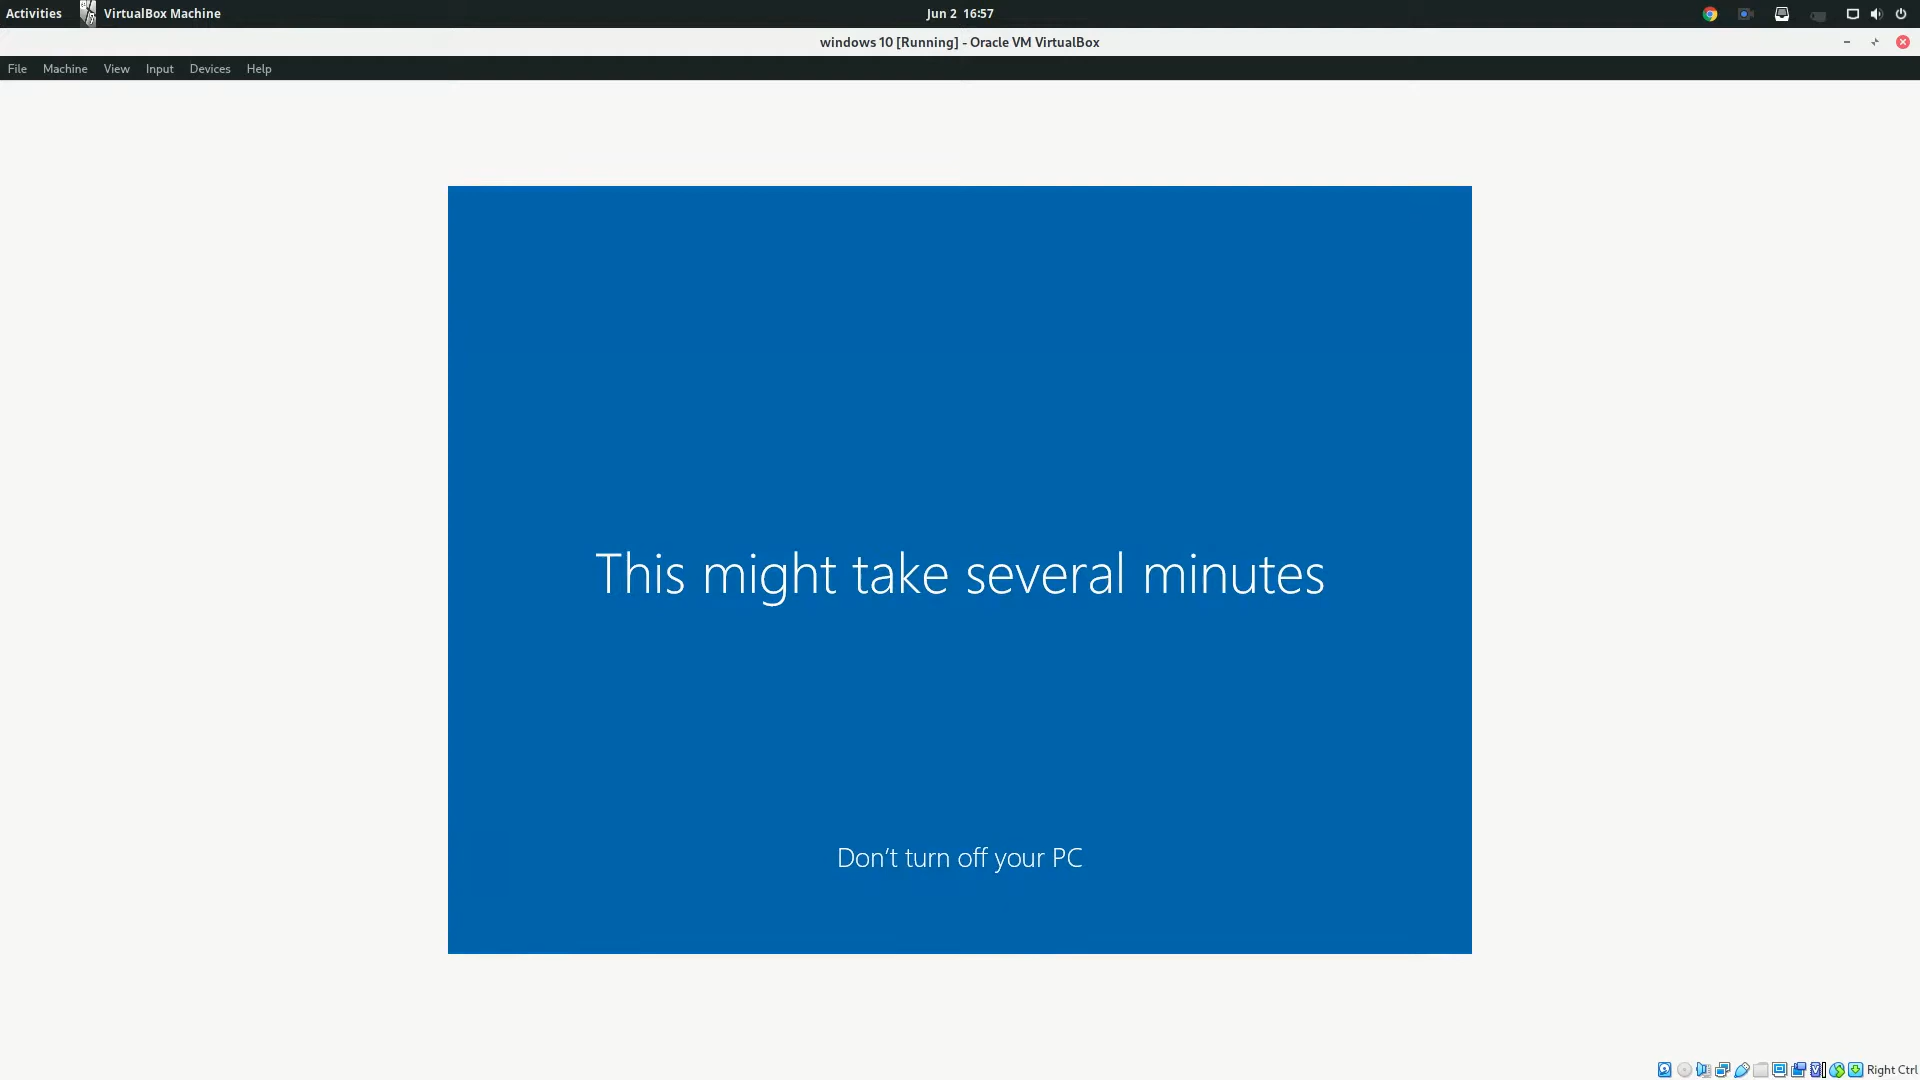 Activities VirtualBox Machine Jun 2 16:57
windows 10 [Running] - Oracle VM VirtualBox
File Machine View Input Devices Help
This might take several minutes
Don’t turn off your PC
Right Ctrl